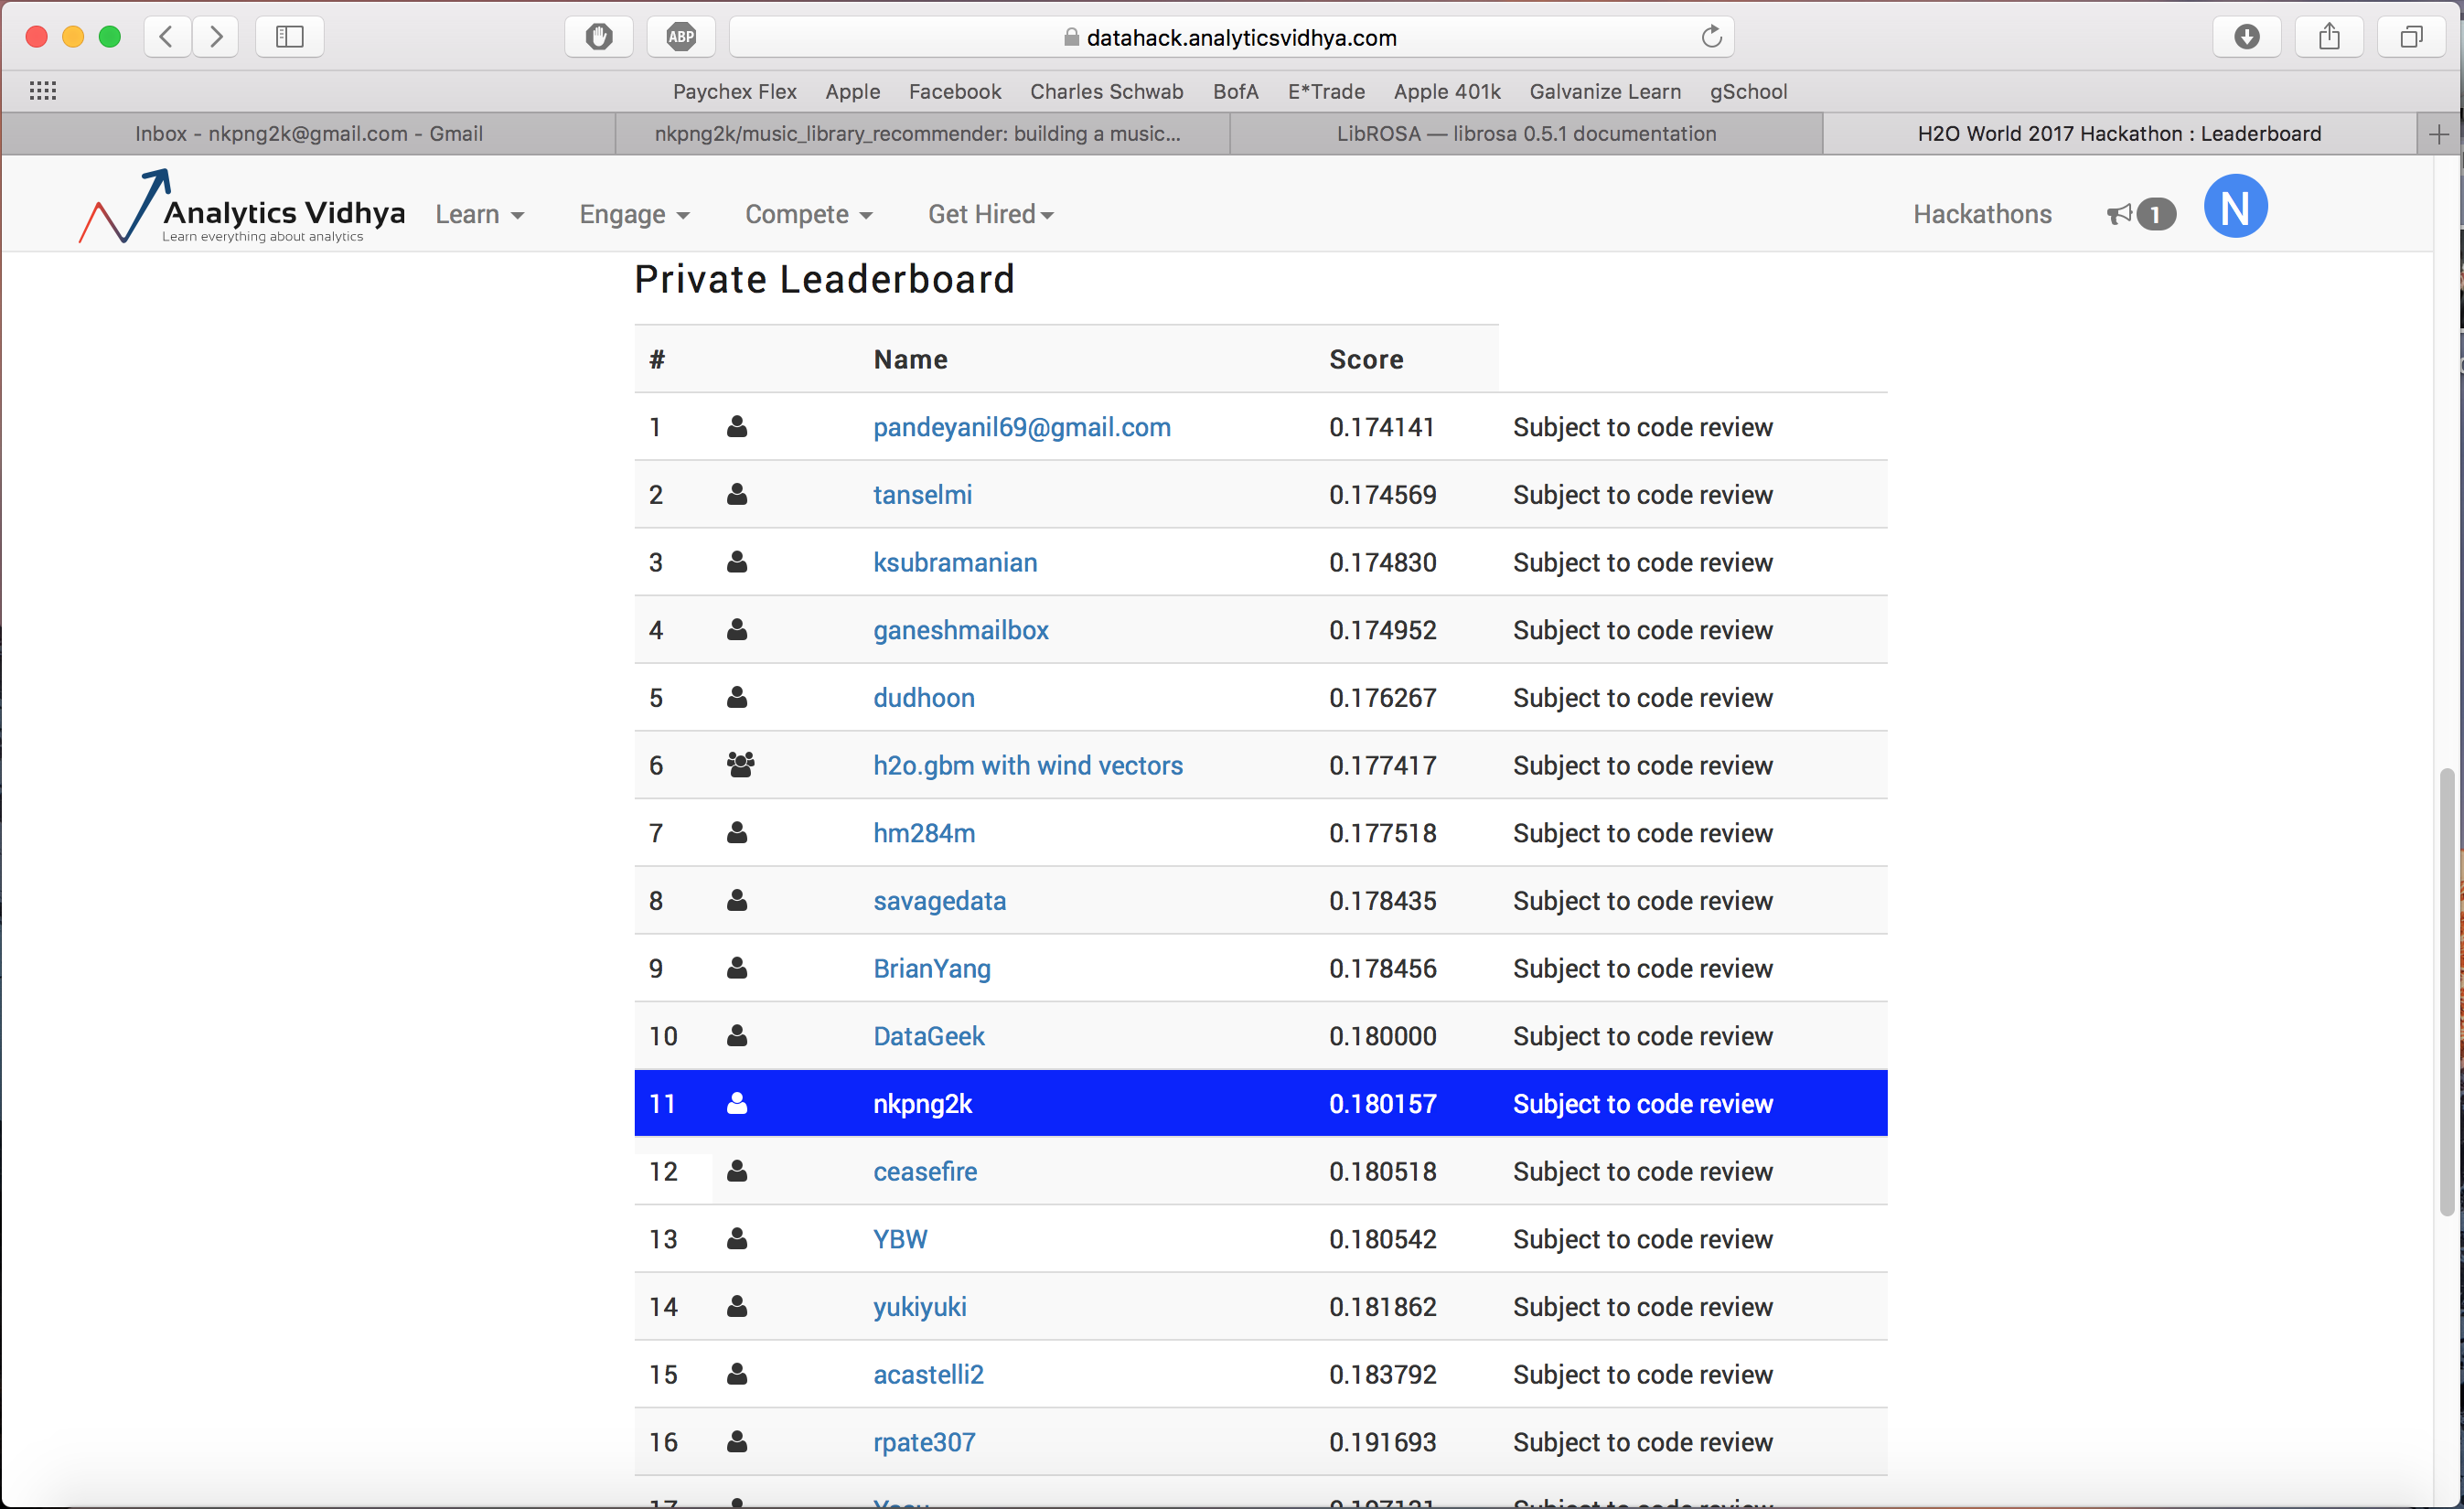 ABP
datahack.analyticsvidhya.com
Paychex Flex Apple Facebook Charles Schwab BofA E*Trade Apple 401k Galvanize Learn gSchool
Inbox - nkpng2k@gmail.com - Gmail nkpng2k/music_library_recommender: building a music... LibROSA — librosa 0.5.1 documentation H2O World 2017 Hackathon : Leaderboard
Analytics Vidhya Learn Engage Compete Get Hired Hackathons 1 N
Learn everything about analytics
Private Leaderboard
# Name Score
1 pandeyanil69@gmail.com 0.174141 Subject to code review
2 tanselmi 0.174569 Subject to code review
3 ksubramanian 0.174830 Subject to code review
4 ganeshmailbox 0.174952 Subject to code review
5 dudhoon 0.176267 Subject to code review
6 h2o.gbm with wind vectors 0.177417 Subject to code review
7 hm284m 0.177518 Subject to code review
8 savagedata 0.178435 Subject to code review
9 BrianYang 0.178456 Subject to code review
10 DataGeek 0.180000 Subject to code review
11 nkpng2k 0.180157 Subject to code review
12 ceasefire 0.180518 Subject to code review
13 YBW 0.180542 Subject to code review
14 yukiyuki 0.181862 Subject to code review
15 acastelli2 0.183792 Subject to code review
16 rpate307 0.191693 Subject to code review
17 Subject to code review